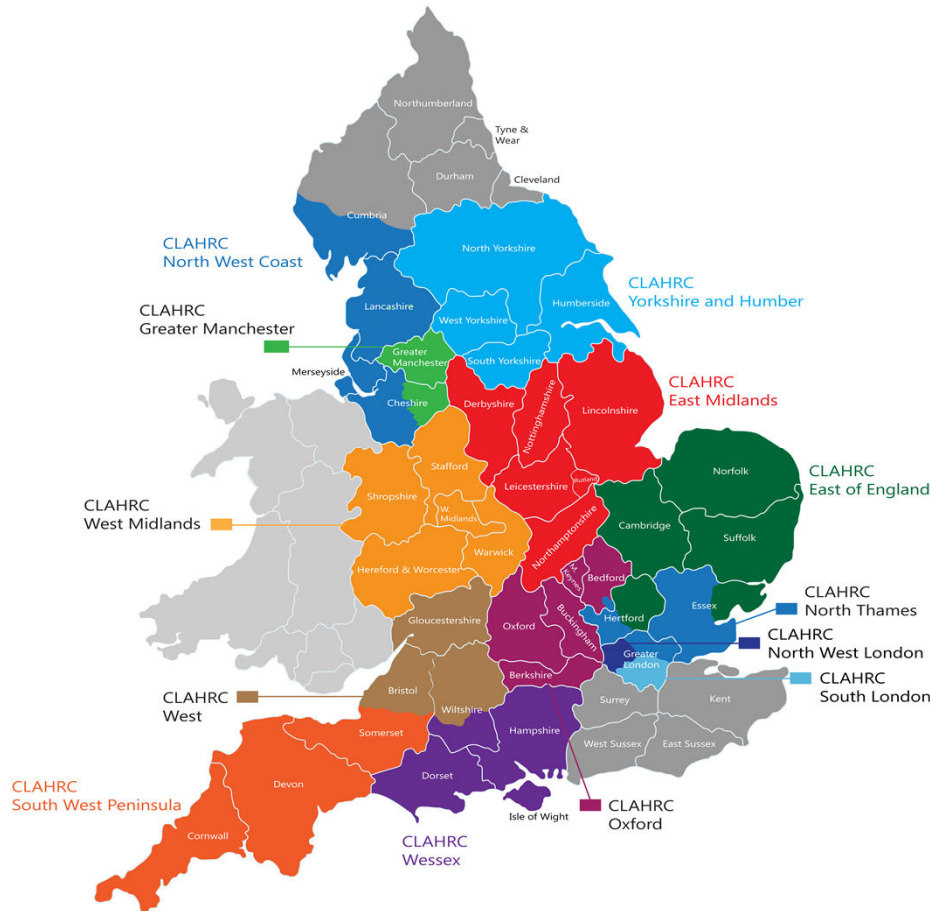 Northumberland
Tyne &
Wear
Durham
Cleveland
Cumbria
CLAHRC
North West Coast
North Yorkshire
CLAHRC
Yorkshire and Humber
Lancashire
Humberside
West Yorkshire
CLAHRC
Greater Manchester
Greater
Manchester
South Yorkshire
Merseyside
Cheshire
Derbyshire
Nottinghamshire
Lincolnshire
CLAHRC
East Midlands
Stafford
Norfolk
CLAHRC
East of England
Shropshire
Leicestershire
Rutland
CLAHRC
West Midlands
W.
Midlands
Cambridge
Suffolk
Northamptonshire
Warwick
Hereford & Worcester
M.
Keynes
Bedford
Essex
CLAHRC
North Thames
Gloucestershire
Oxford
Buckingham
Hertford
CLAHRC
North West London
Greater
London
Berkshire
CLAHRC
South London
CLAHRC
West
Bristol
Wiltshire
Surrey
Kent
Somerset
Hampshire
West Sussex
East Sussex
CLAHRC
South West Peninsula
Devon
Dorset
CLAHRC
Oxford
Isle of Wight
Cornwall
CLAHRC
Wessex